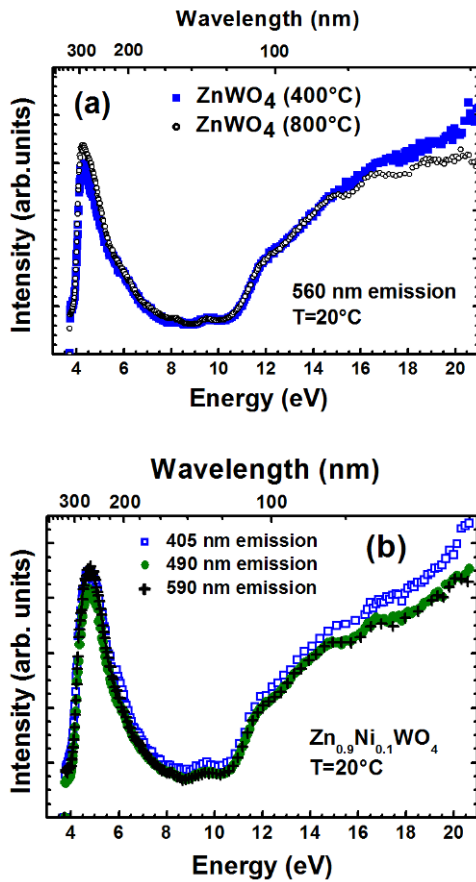 Wavelength (nm)
300 200 100
(a)
ZnWO4 (400°C)
ZnWO4 (800°C)
Intensity (arb.units)
560 nm emission
T=20°C
4 6 8 10 12 14 16 18 20
Energy (eV)
Wavelength (nm)
300 200 100
405 nm emission
(b)
490 nm emission
590 nm emission
Intensity (arb. units)
Zn0.9Ni0.1WO4
T=20°C
4 6 8 10 12 14 16 18 20
Energy (eV)